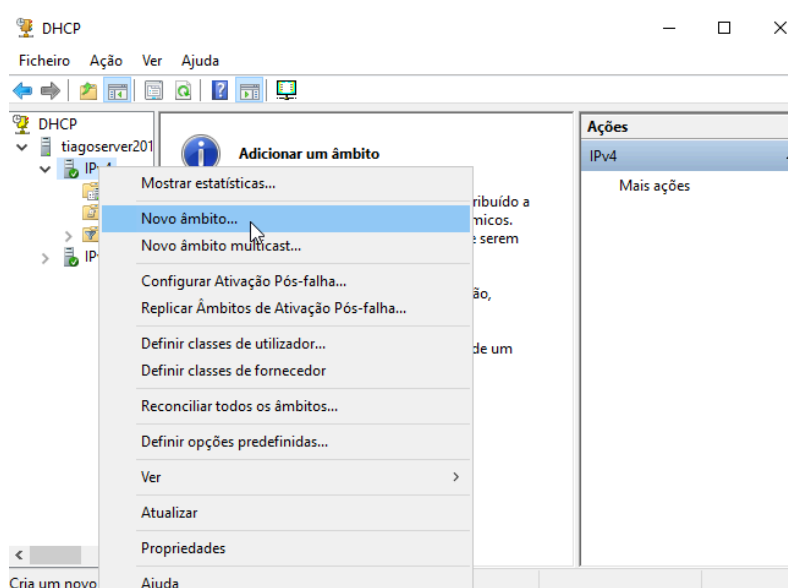 DHCP
Ficheiro Ação Ver Ajuda
DHCP
tiagoserver201
Adicionar um âmbito
ribuído a
micos.
serem
ão,
de um
Mostrar estatísticas...
Novo âmbito...
Novo âmbito multicast...
Configurar Ativação Pós-falha...
Replicar Âmbitos de Ativação Pós-falha...
Definir classes de utilizador...
Definir classes de fornecedor
Reconciliar todos os âmbitos...
Definir opções predefinidas...
Ver
Atualizar
Propriedades
Ajuda
Ações
IPv4
Mais ações
Cria um novo